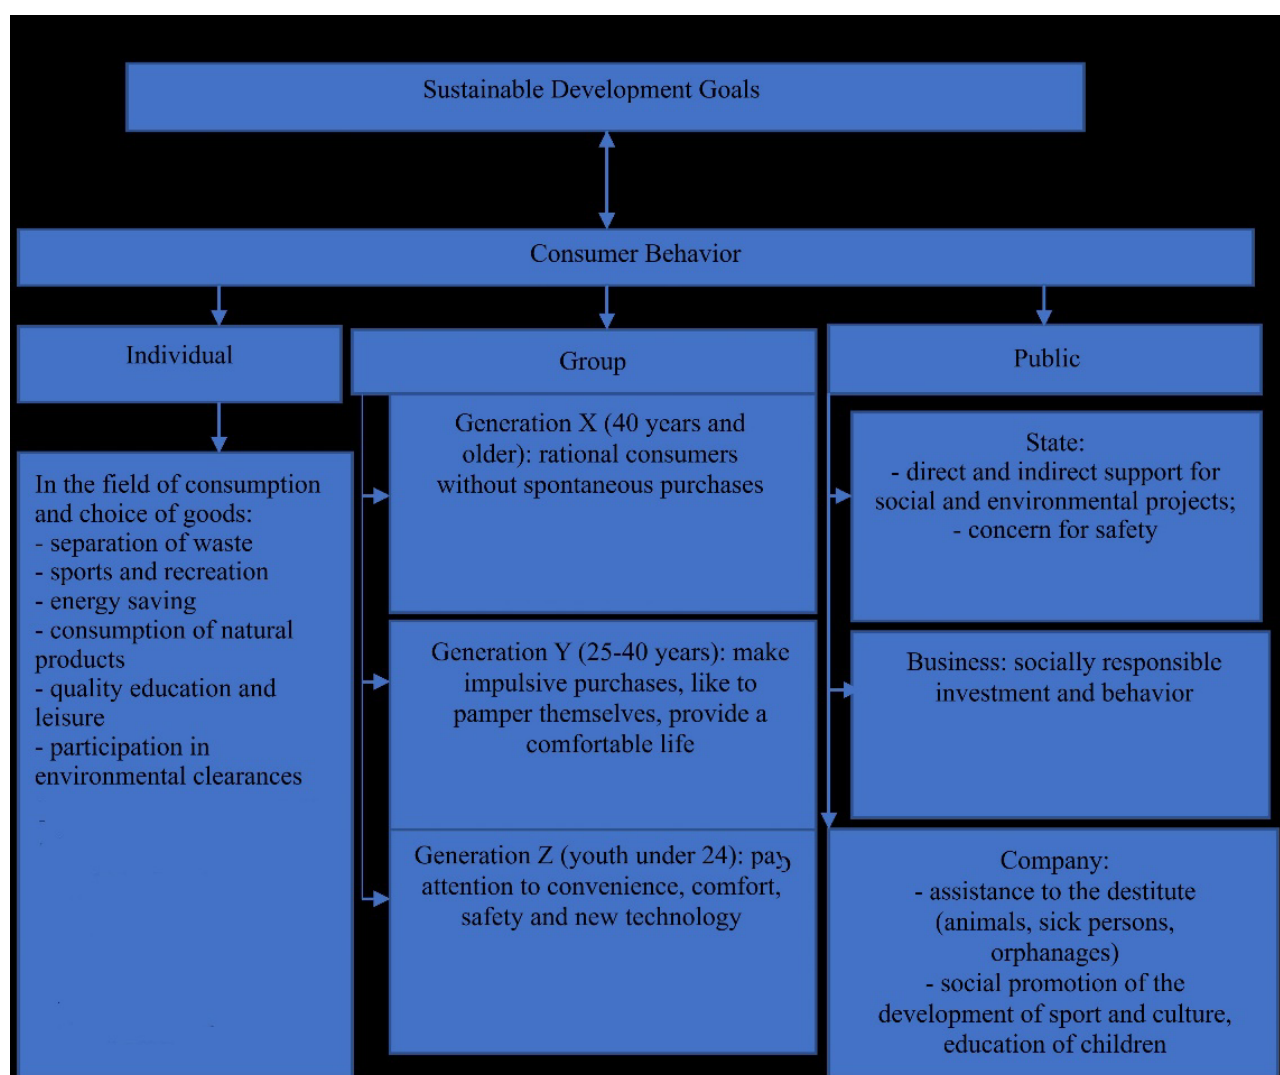 Sustainable Development Goals
Consumer Behavior
Individual
In the field of consumption
and choice of goods:
- separation of waste
- sports and recreation
- energy saving
- consumption of natural
products
- quality education and
leisure
- participation in
environmental clearances
Group
Generation X (40 years and
older): rational consumers
without spontaneous purchases
Generation Y (25-40 years): make
impulsive purchases, like to
pamper themselves, provide a
comfortable life
Generation Z (youth under 24): pay
attention to convenience, comfort,
safety and new technology
Public
State:
- direct and indirect support for
social and environmental projects;
- concern for safety
Business: socially responsible
investment and behavior
Company:
- assistance to the destitute
(animals, sick persons,
orphanages)
- social promotion of the
development of sport and culture,
education of children